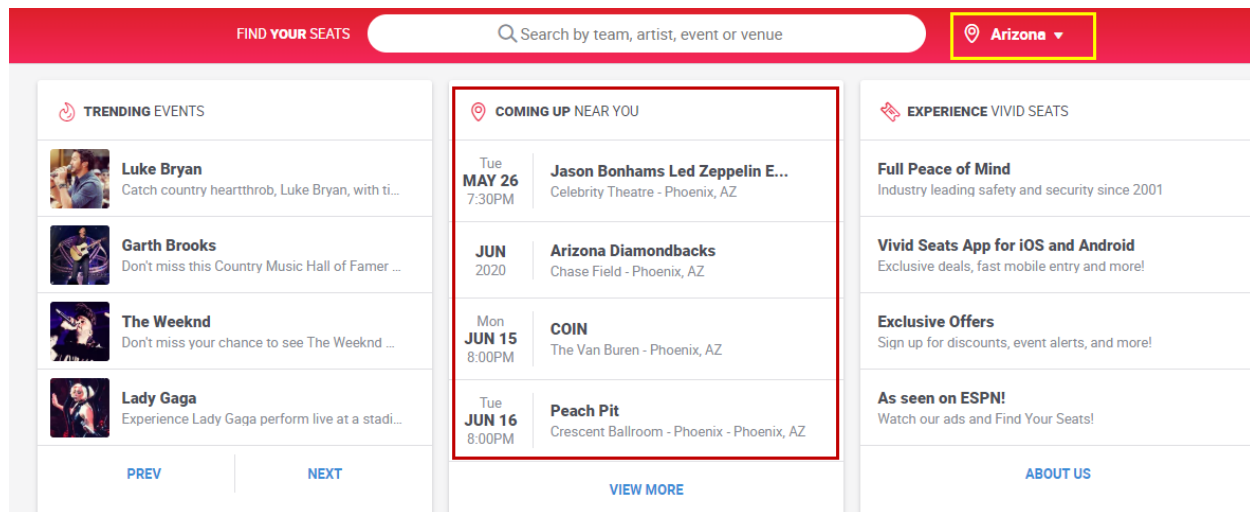 FIND YOUR SEATS
Search by team, artist, event or venue
Arizona
TRENDING EVENTS
Luke Bryan
Catch country heartthrob, Luke Bryan, with ti...
Garth Brooks
Don't miss this Country Music Hall of Famer ...
The Weeknd
Don't miss your chance to see The Weeknd ...
Lady Gaga
Experience Lady Gaga perform live at a stadi...
PREV
NEXT
COMING UP NEAR YOU
Tue
MAY 26
7:30PM
Jason Bonhams Led Zeppelin E...
Celebrity Theatre - Phoenix, AZ
JUN
2020
Arizona Diamondbacks
Chase Field - Phoenix, AZ
Mon
JUN 15
8:00PM
COIN
The Van Buren - Phoenix, AZ
Tue
JUN 16
8:00PM
Peach Pit
Crescent Ballroom - Phoenix - Phoenix, AZ
VIEW MORE
EXPERIENCE VIVID SEATS
Full Peace of Mind
Industry leading safety and security since 2001
Vivid Seats App for iOS and Android
Exclusive deals, fast mobile entry and more!
Exclusive Offers
Sign up for discounts, event alerts, and more!
As seen on ESPN!
Watch our ads and Find Your Seats!
ABOUT US